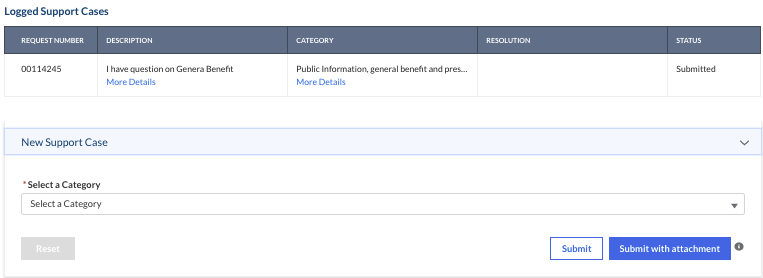 Logged Support Cases
REQUEST NUMBER DESCRIPTION CATEGORY RESOLUTION STATUS
00114245 I have question on Genera Benefit Public Information, general benefit and pres... Submitted
More Details More Details
New Support Case
* Select a Category
Select a Category
Reset Submit Submit with attachment